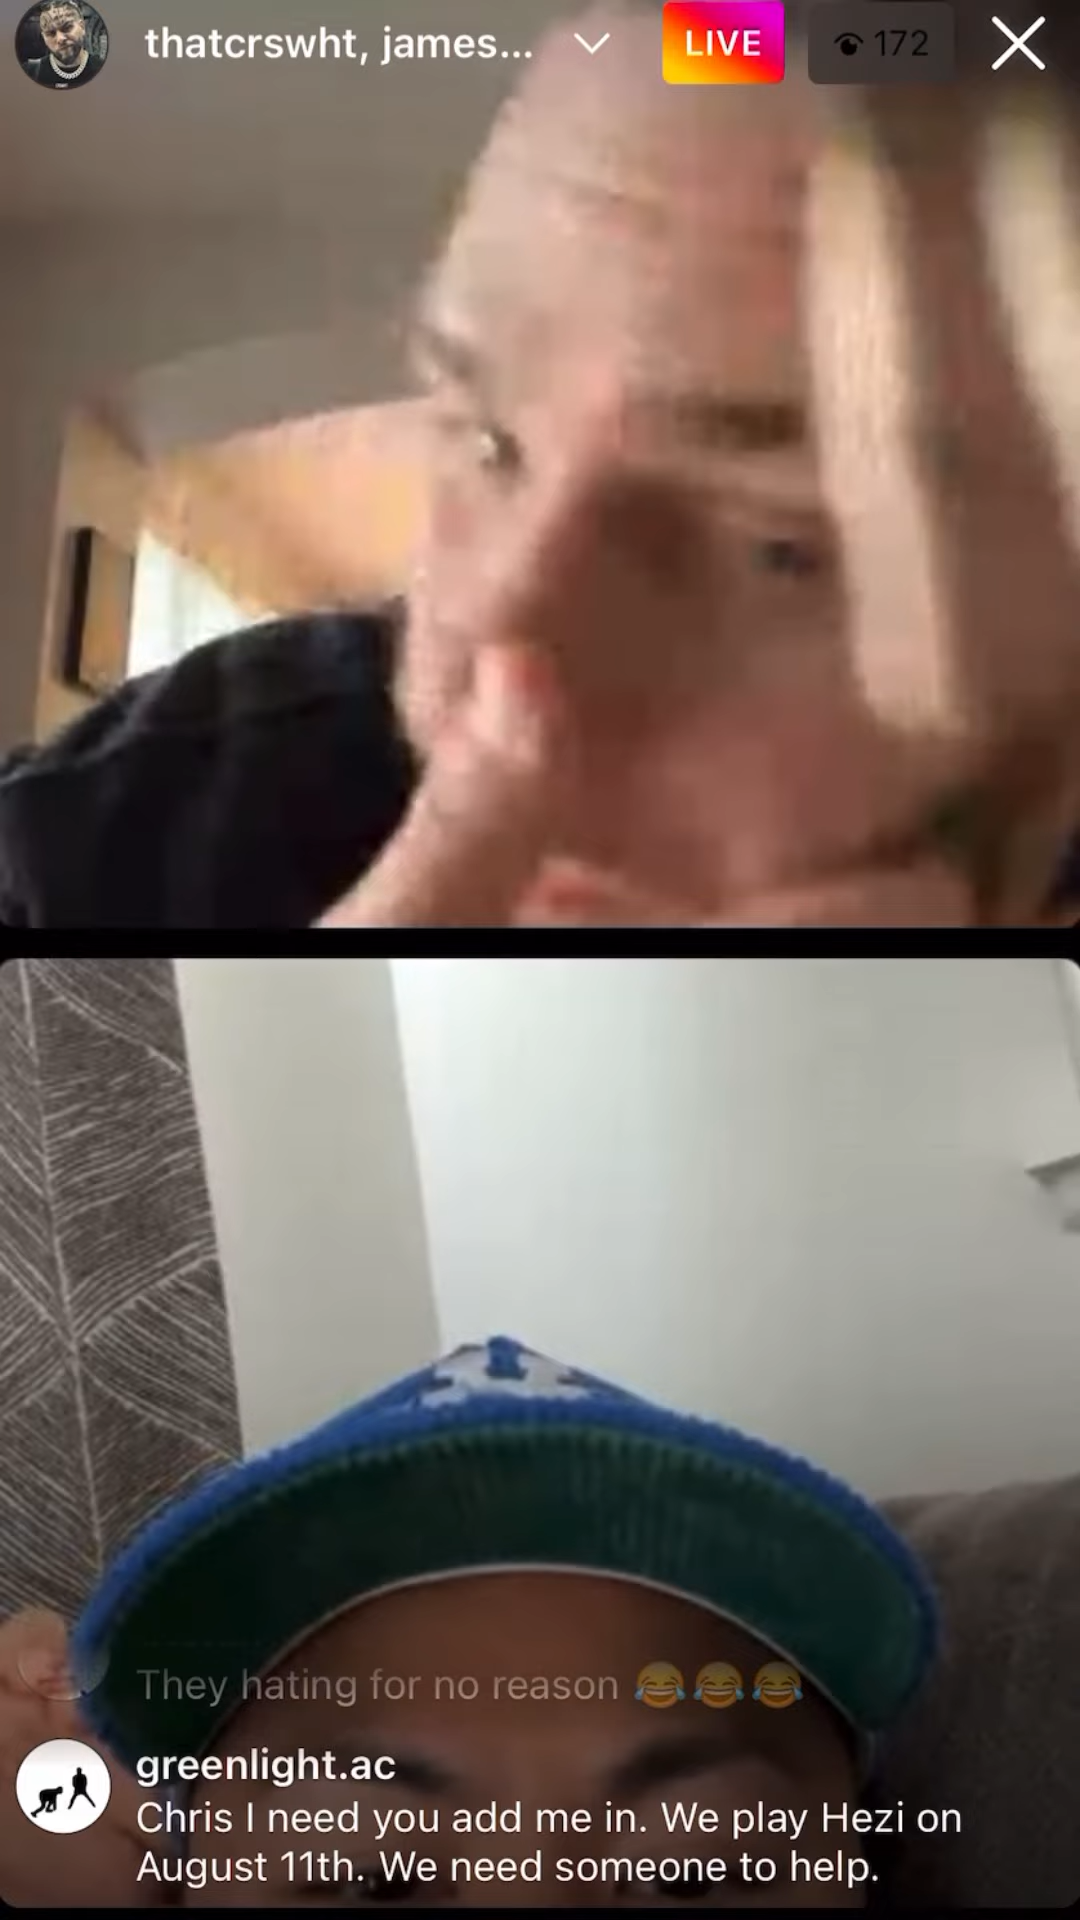 thatcrswht, james...
LIVE
172
They hating for no reason 😂😂😂
greenlight.ac
Chris I need you add me in. We play Hezi on
August 11th. We need someone to help.